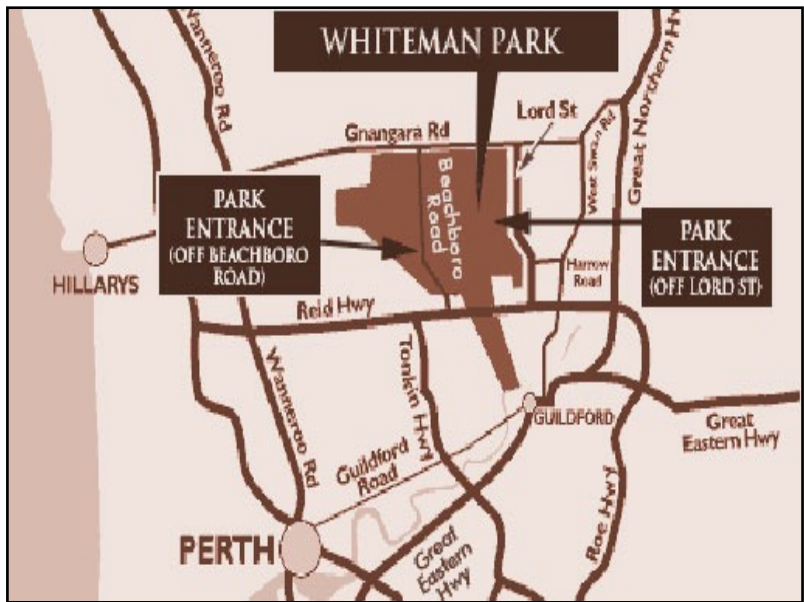 WHITEMAN PARK
Wanneroo Rd
Great Northern Hwy
Lord St
Gnangara Rd
West Swan Rd
Beachboro
Road
PARK
ENTRANCE
(OFF BEACHBORO
ROAD)
PARK
ENTRANCE
(OFF LORD ST)
HILLARYS
Harrow
Road
Reid Hwy
Wanneroo Rd
Tonkin Hwy
GUILDFORD
Great
Eastern Hwy
Guildford
Road
Roe Hwy
PERTH
Great
Eastern
Hwy